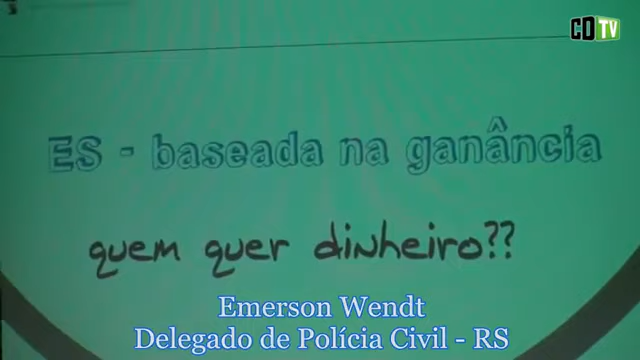 CDTV
ES - baseada na ganância
quem quer dinheiro??
Emerson Wendt
Delegado de Polícia Civil - RS